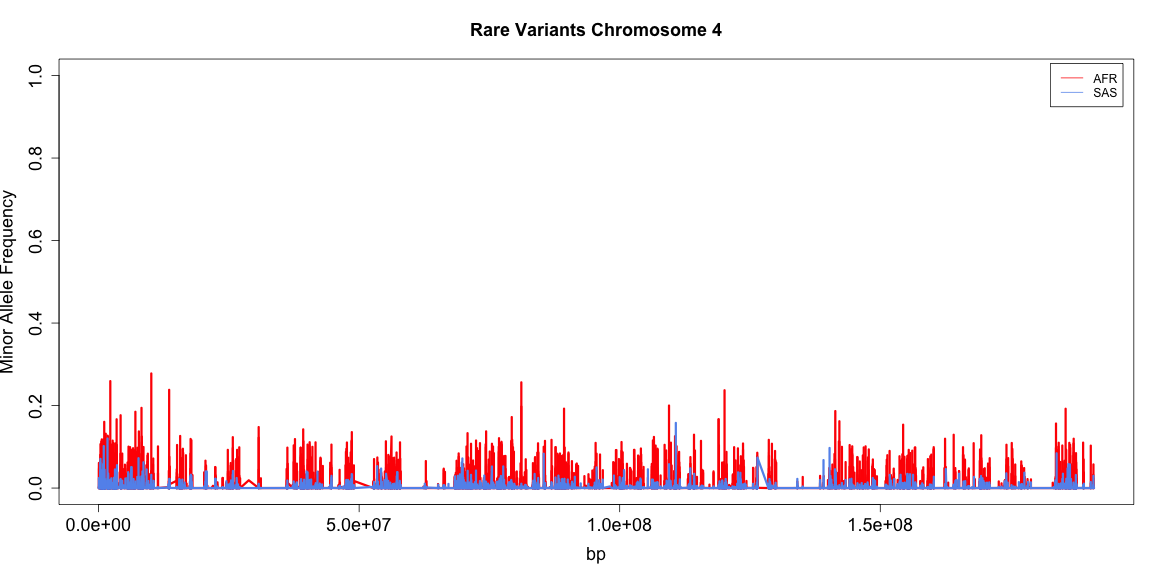 Rare Variants Chromosome 4
AFR
SAS
Minor Allele Frequency
1.0
0.8
0.6
0.4
0.2
0.0
0.0e+00 5.0e+07 1.0e+08 1.5e+08
bp